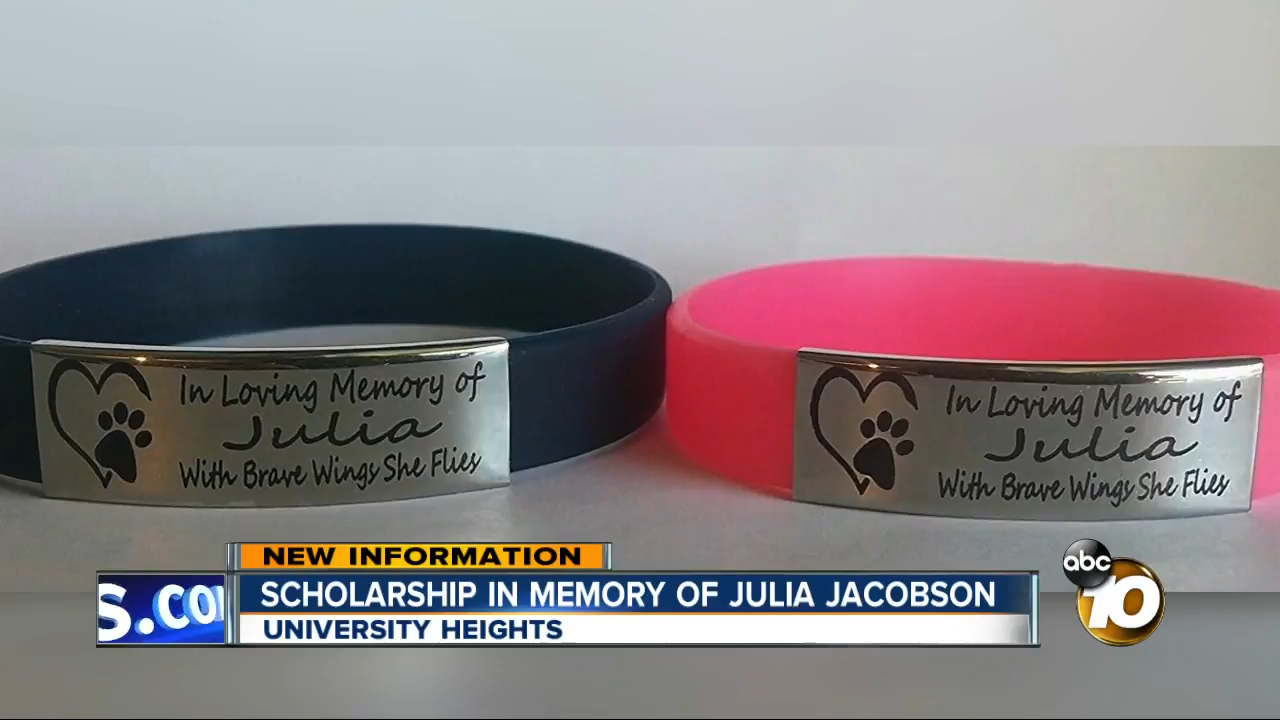 In Loving Memory of
Julia
With Brave Wings She Flies
In Loving Memory of
Julia
With Brave Wings She Flies
NEW INFORMATION
S.CO
SCHOLARSHIP IN MEMORY OF JULIA JACOBSON
UNIVERSITY HEIGHTS
abc
10